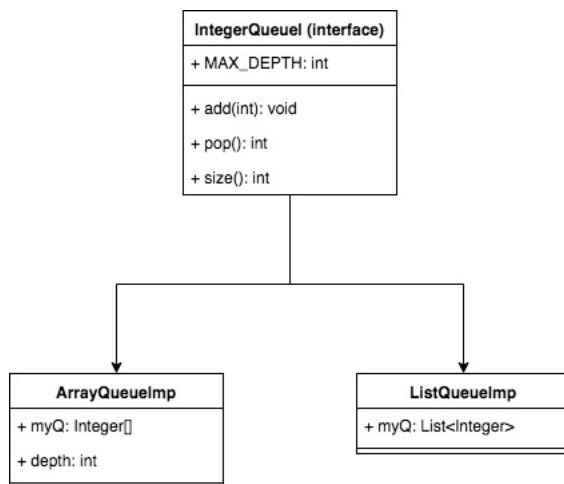 IntegerQueueI (interface)
+ MAX_DEPTH: int
+ add(int): void
+ pop(): int
+ size(): int
ArrayQueueImp
+ myQ: Integer[]
+ depth: int
ListQueueImp
+ myQ: List<Integer>